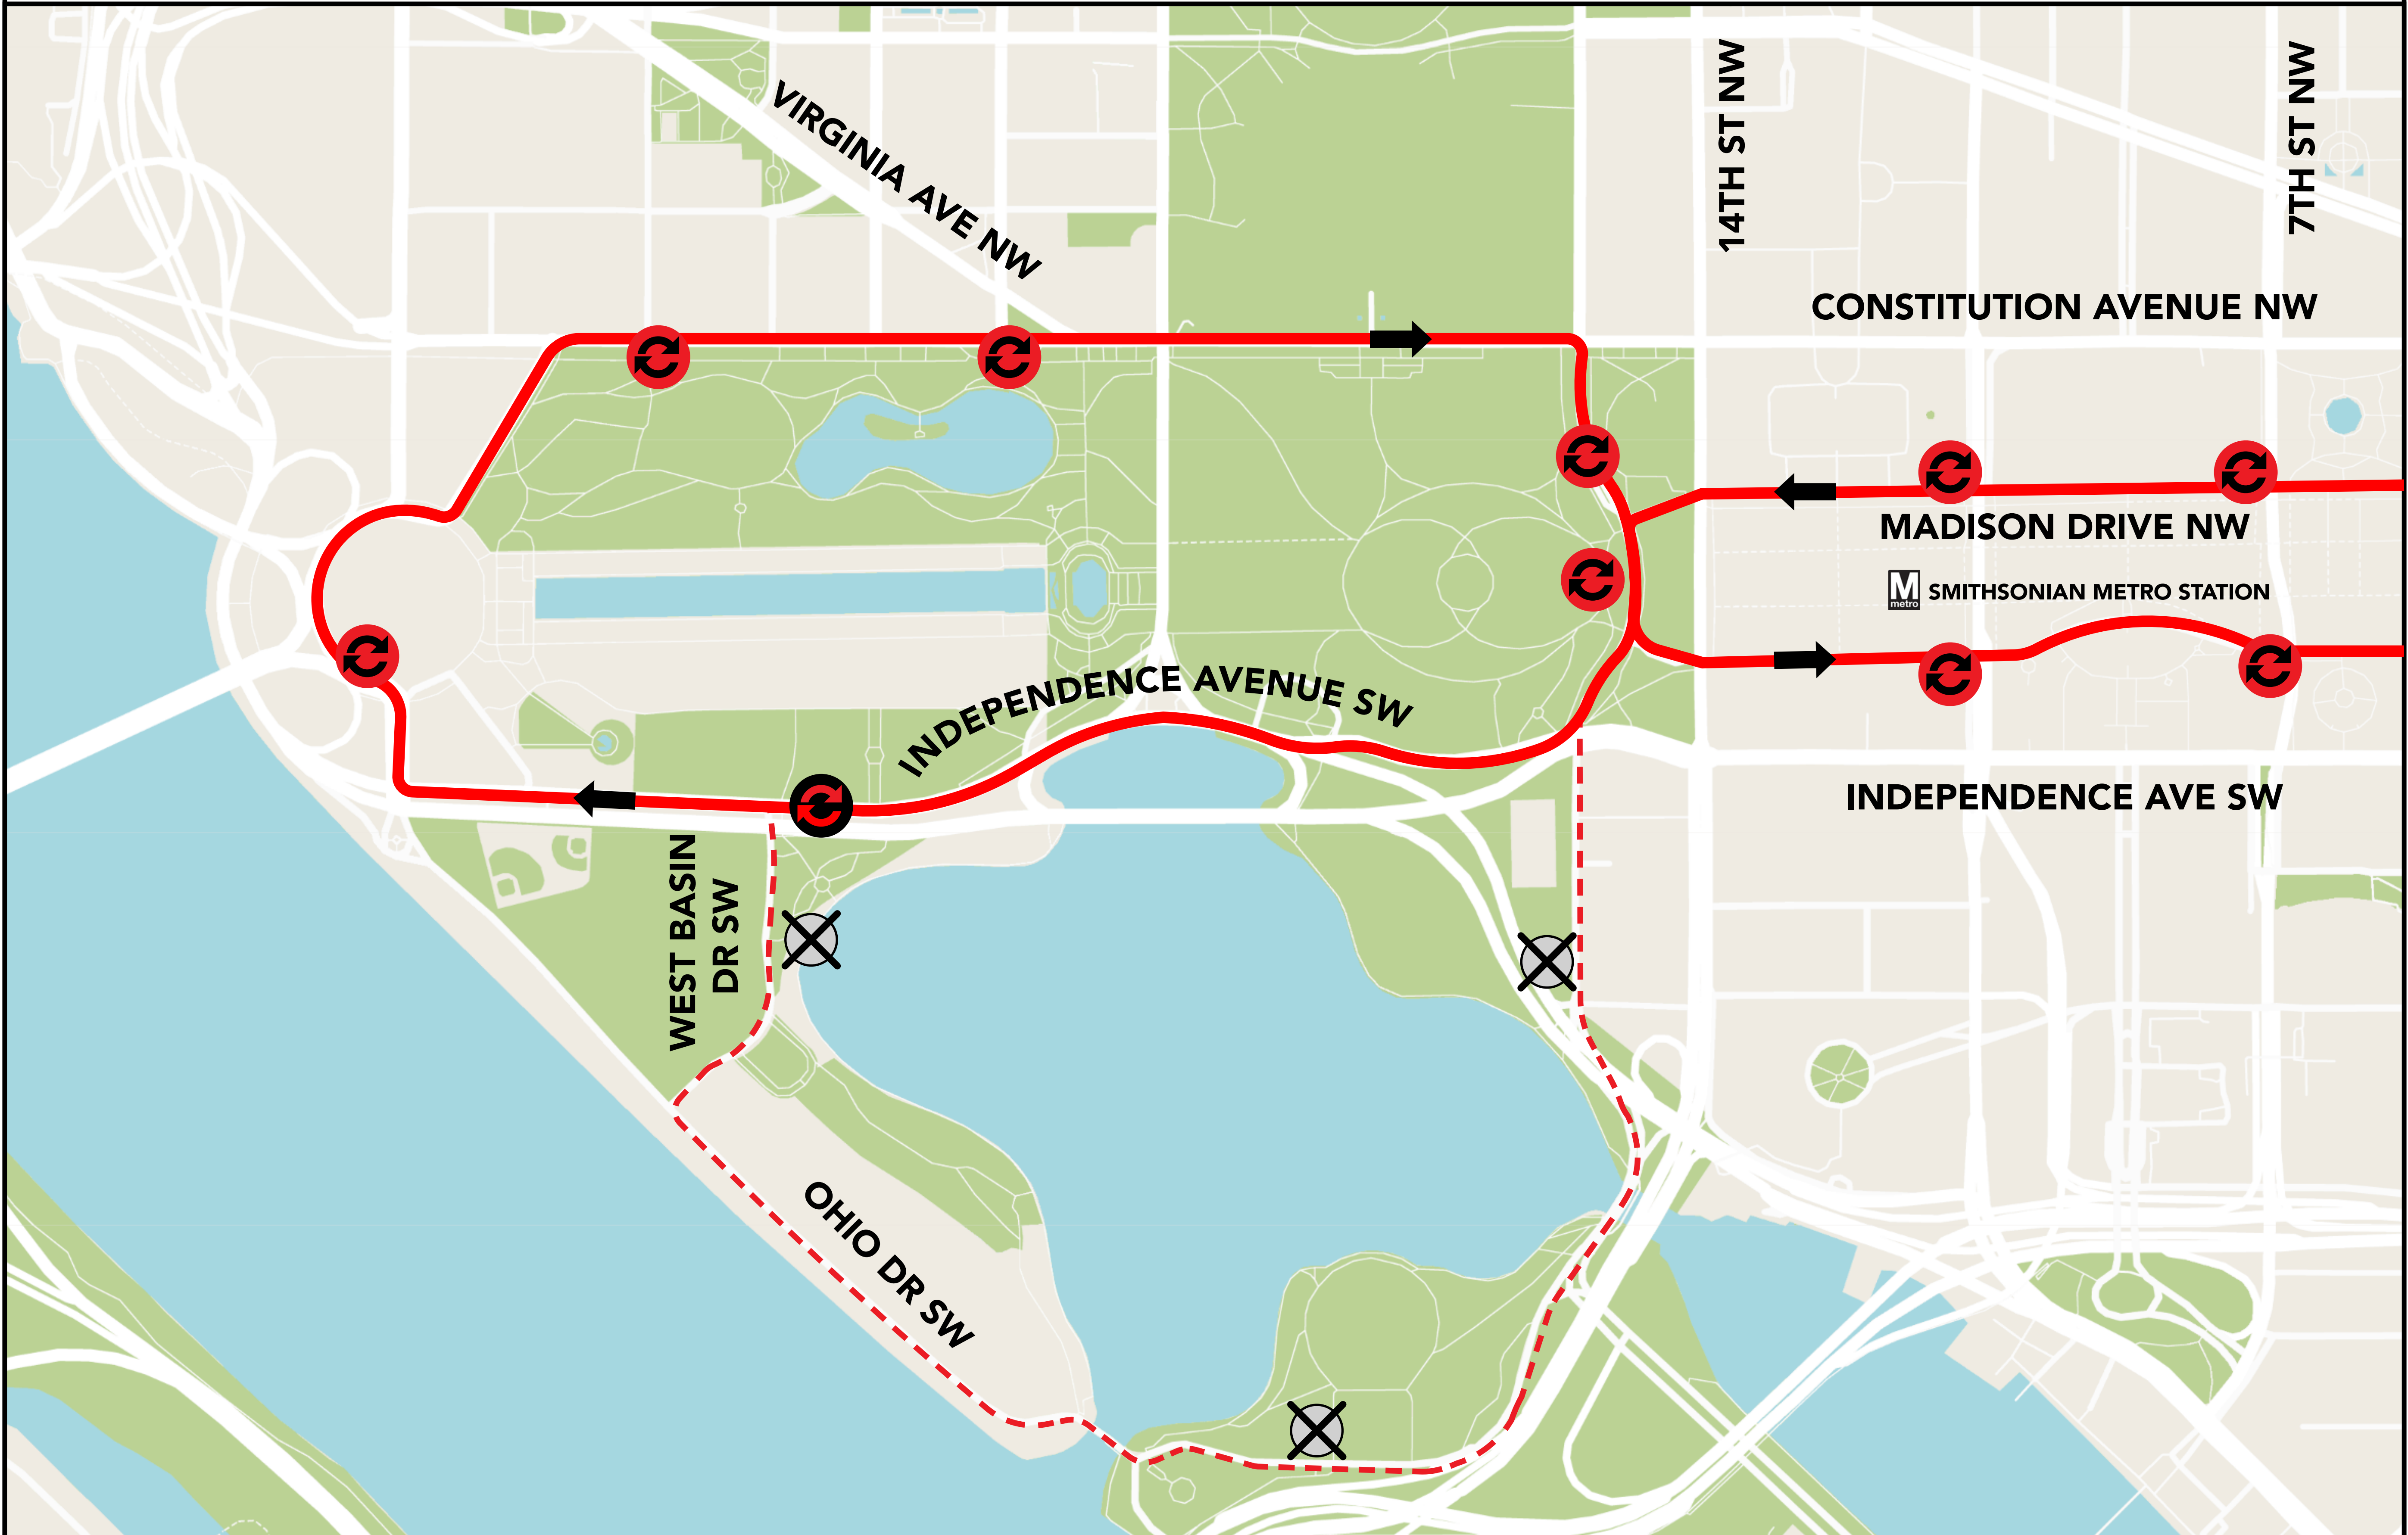 VIRGINIA AVE NW
14TH ST NW
7TH ST NW
CONSTITUTION AVENUE NW
MADISON DRIVE NW
M
metro
SMITHSONIAN METRO STATION
INDEPENDENCE AVENUE SW
INDEPENDENCE AVE SW
WEST BASIN
DR SW
OHIO DR SW